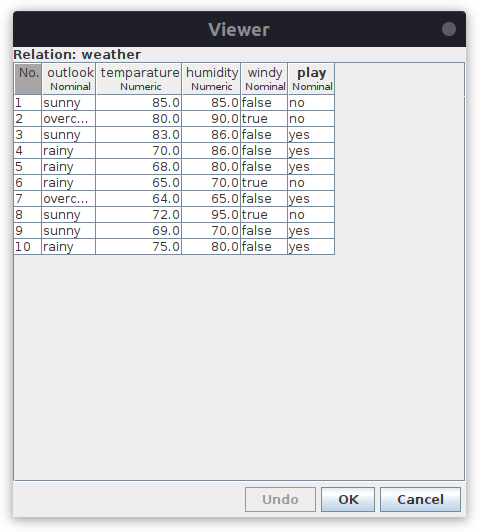 Viewer
Relation: weather
No. outlook temparature humidity windy play
Nominal Numeric Numeric Nominal Nominal
1 sunny 85.0 85.0 false no
2 overc... 80.0 90.0 true no
3 sunny 83.0 86.0 false yes
4 rainy 70.0 86.0 false yes
5 rainy 68.0 80.0 false yes
6 rainy 65.0 70.0 true no
7 overc... 64.0 65.0 false yes
8 sunny 72.0 95.0 true no
9 sunny 69.0 70.0 false yes
10 rainy 75.0 80.0 false yes
Undo OK Cancel